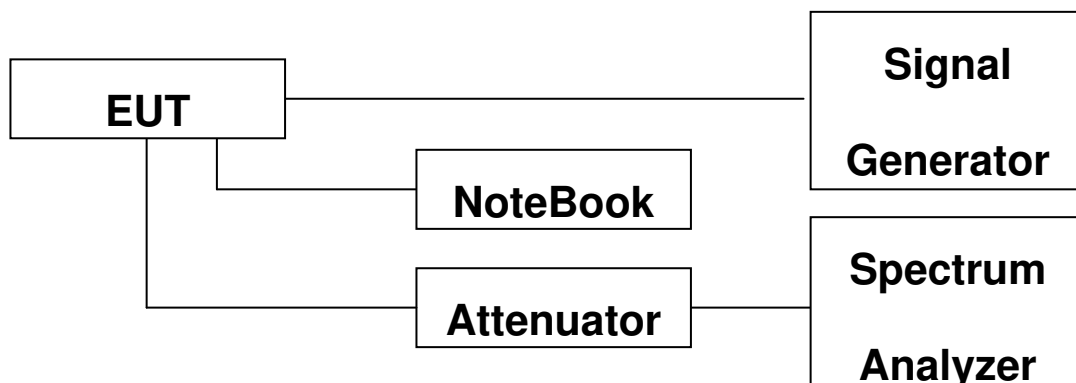 EUT
Signal
Generator
NoteBook
Attenuator
Spectrum
Analyzer